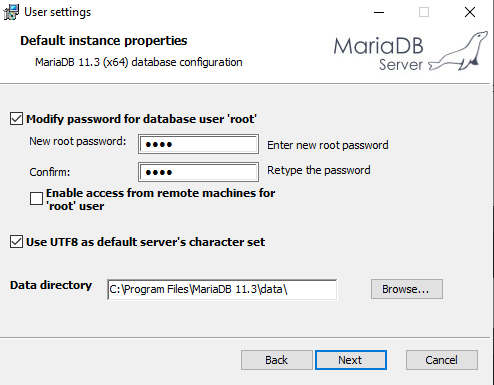 User settings
Default instance properties
MariaDB 11.3 (x64) database configuration
MariaDB
Server
Modify password for database user 'root'
New root password:
●●●●
Enter new root password
Confirm:
●●●●
Retype the password
Enable access from remote machines for
'root' user
Use UTF8 as default server's character set
Data directory
C:\Program Files\MariaDB 11.3\data\
Browse...
Back
Next
Cancel